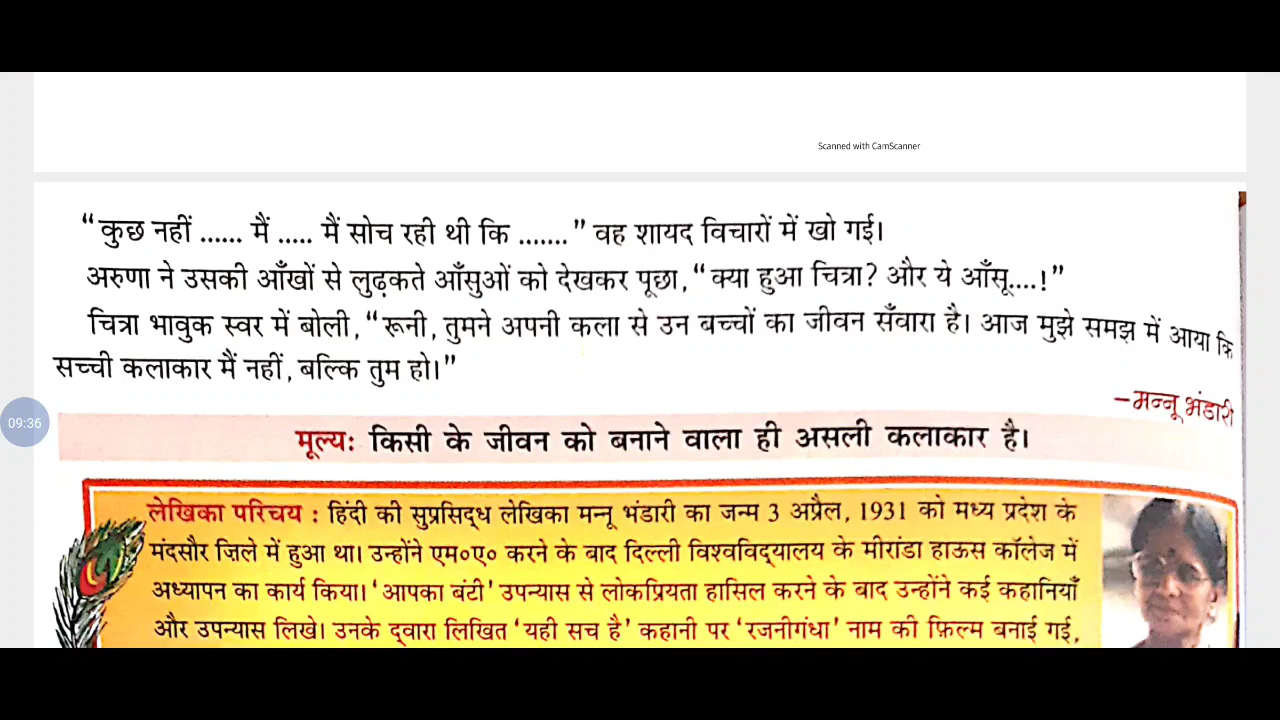 Scanned with CamScanner
“कुछ नहीं ...... मैं ..... मैं सोच रही थी कि .......” वह शायद विचारों में खो गई।
अरुणा ने उसकी आँखों से लुढ़कते आँसुओं को देखकर पूछा, “क्या हुआ चित्रा? और ये आँसू....!”
चित्रा भावुक स्वर में बोली, “रूनी, तुमने अपनी कला से उन बच्चों का जीवन सँवारा है। आज मुझे समझ में आया कि
सच्ची कलाकार मैं नहीं, बल्कि तुम हो।”
–मन्नू भंडारी
09:36
मूल्यः किसी के जीवन को बनाने वाला ही असली कलाकार है।
लेखिका परिचय : हिंदी की सुप्रसिद्ध लेखिका मन्नू भंडारी का जन्म 3 अप्रैल, 1931 को मध्य प्रदेश के
मंदसौर ज़िले में हुआ था। उन्होंने एम०ए० करने के बाद दिल्ली विश्वविद्यालय के मीरांडा हाऊस कॉलेज में
अध्यापन का कार्य किया। ‘आपका बंटी’ उपन्यास से लोकप्रियता हासिल करने के बाद उन्होंने कई कहानियाँ
और उपन्यास लिखे। उनके द्वारा लिखित ‘यही सच है’ कहानी पर ‘रजनीगंधा’ नाम की फ़िल्म बनाई गई,